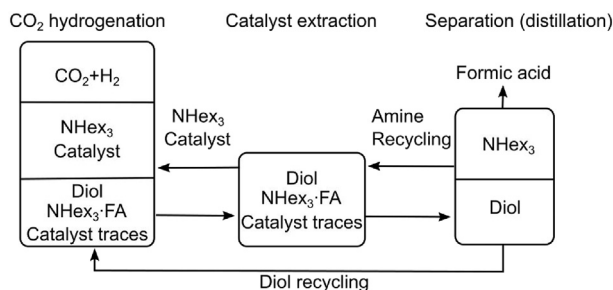 CO₂ hydrogenation
Catalyst extraction
Separation (distillation)
CO₂+H₂
NHex₃
Catalyst
Diol
NHex₃·FA
Catalyst traces
NHex₃
Catalyst
Diol
NHex₃·FA
Catalyst traces
Amine
Recycling
Formic acid
NHex₃
Diol
Diol recycling